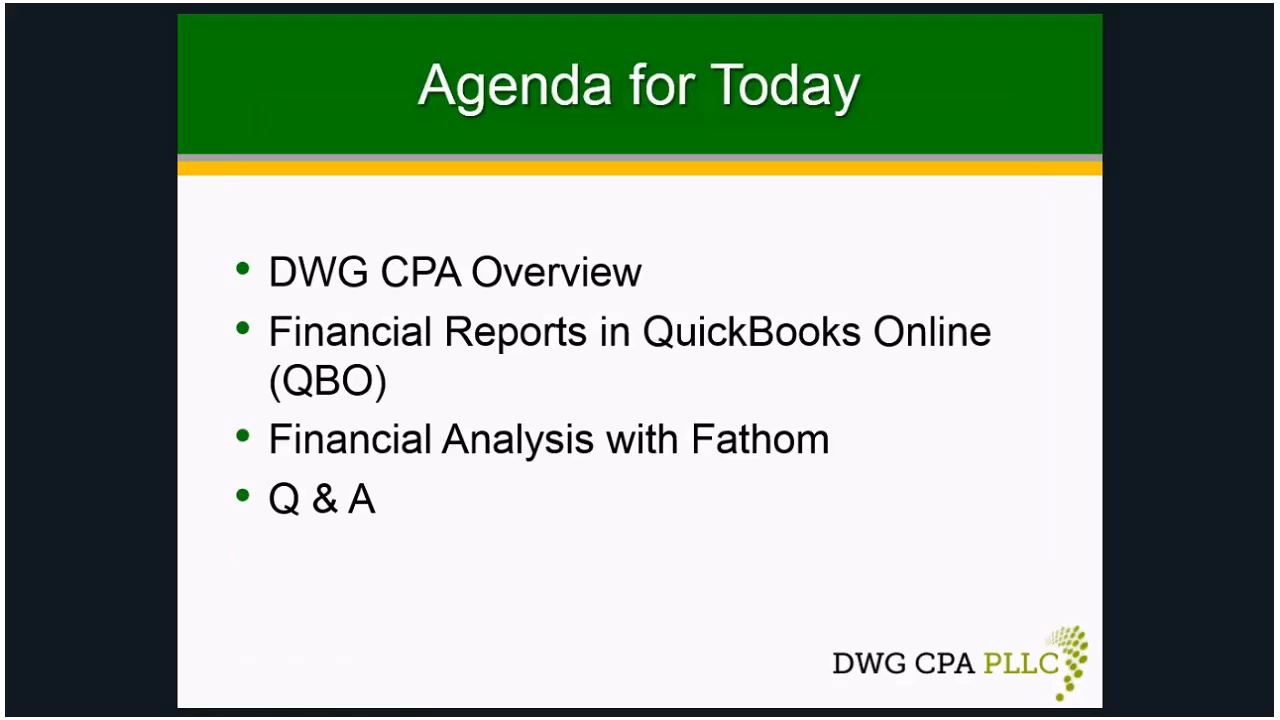 Agenda for Today
• DWG CPA Overview
• Financial Reports in QuickBooks Online
(QBO)
• Financial Analysis with Fathom
• Q & A
DWG CPA PLLC